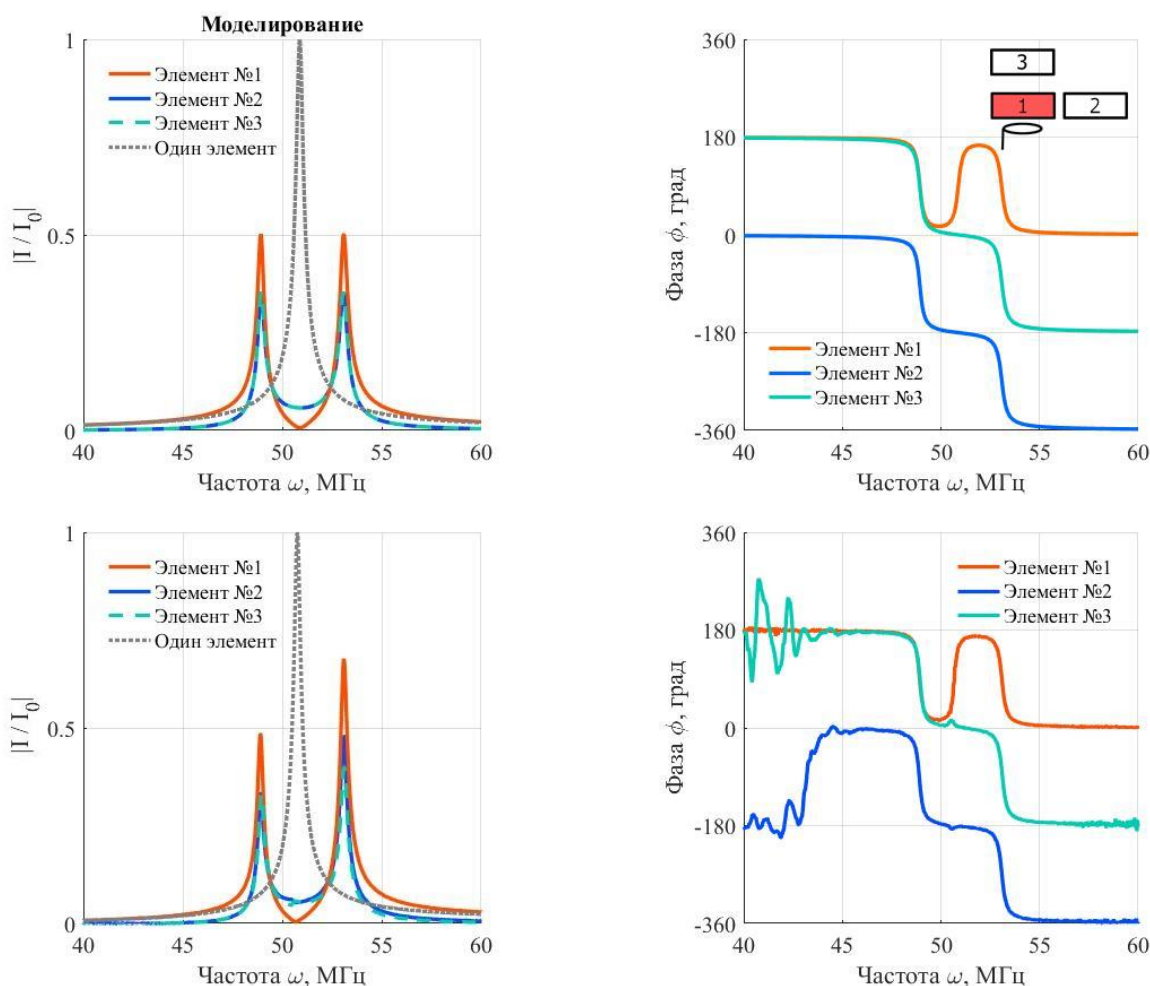 Моделирование
1
0.5
0
|I / I₀|
Элемент №1
Элемент №2
Элемент №3
Один элемент
40
45
50
55
60
Частота ω, МГц
360
180
0
-180
-360
Фаза ϕ, град
3
1
2
Элемент №1
Элемент №2
Элемент №3
40
45
50
55
60
Частота ω, МГц
1
0.5
0
|I / I₀|
Элемент №1
Элемент №2
Элемент №3
Один элемент
40
45
50
55
60
Частота ω, МГц
360
180
0
-180
-360
Фаза ϕ, град
Элемент №1
Элемент №2
Элемент №3
40
45
50
55
60
Частота ω, МГц